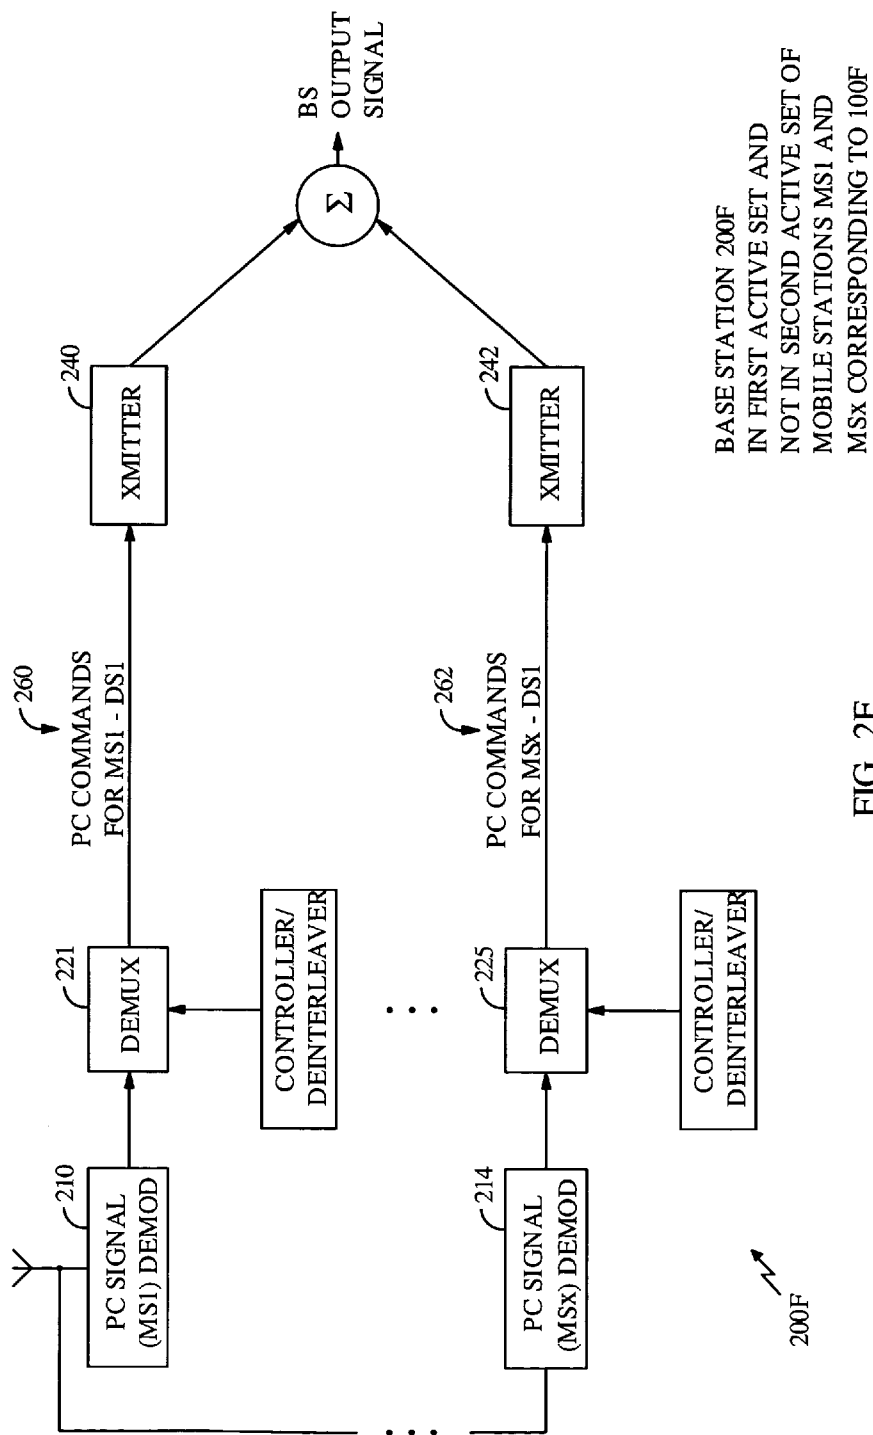 210
PC SIGNAL
(MS1) DEMOD
221
DEMUX
CONTROLLER/
DEINTERLEAVER
260
PC COMMANDS
FOR MS1 - DS1
240
XMITTER
Σ
BS
OUTPUT
SIGNAL
214
PC SIGNAL
(MSx) DEMOD
225
DEMUX
CONTROLLER/
DEINTERLEAVER
262
PC COMMANDS
FOR MSx - DS1
242
XMITTER
200F
BASE STATION 200F
IN FIRST ACTIVE SET AND
NOT IN SECOND ACTIVE SET OF
MOBILE STATIONS MS1 AND
MSx CORRESPONDING TO 100F
FIG. 2F